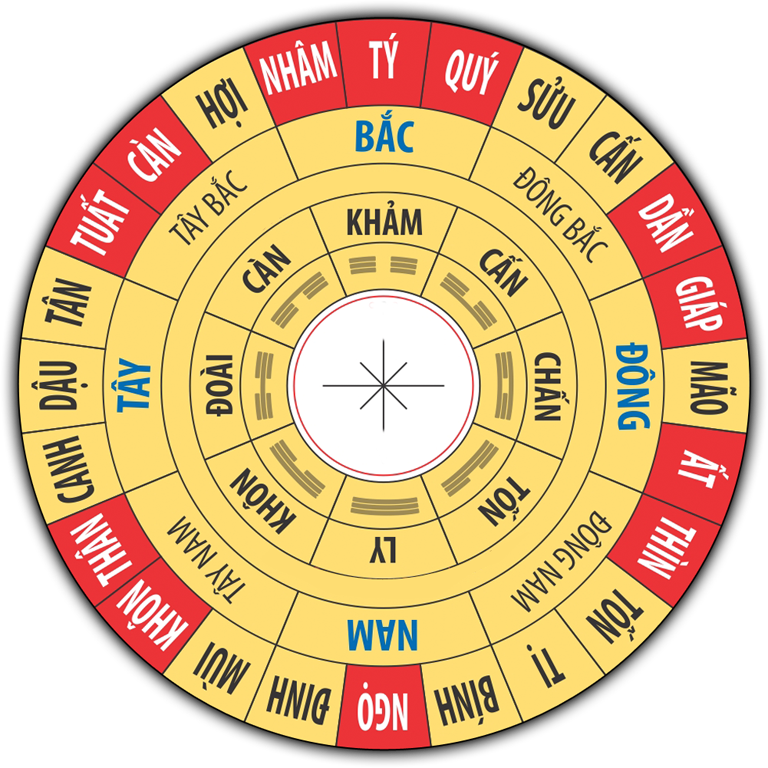 NHÂM
TÝ
QUÝ
SỬU
CẤN
DẦN
GIÁP
MÃO
ẤT
THÌN
TỐN
TỊ
BÍNH
NGỌ
ĐINH
MÙI
KHÔN
THÂN
CANH
DẬU
TÂN
TUẤT
CÀN
HỢI
BẮC
ĐÔNG BẮC
ĐÔNG
ĐÔNG NAM
NAM
TÂY NAM
TÂY
TÂY BẮC
KHẢM
CẤN
CHẤN
TỐN
LY
KHÔN
ĐOÀI
CÀN